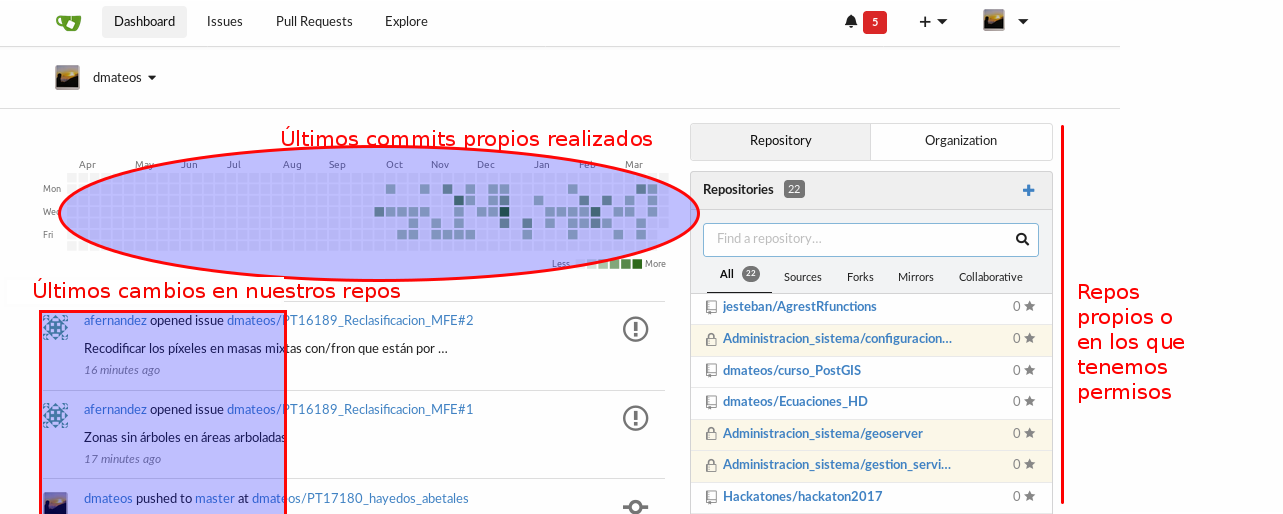 Dashboard Issues Pull Requests Explore 5
dmateos
Últimos commits propios realizados
Apr May Jun Jul Aug Sep Oct Nov Dec Jan Feb Mar
Mon
Wed
Fri
Less More
Últimos cambios en nuestros repos
afernandez opened issue dmateos/PT16189_Reclasificacion_MFE#2
Recodificar los píxeles en masas mixtas con/fron que están por ...
16 minutes ago
afernandez opened issue dmateos/PT16189_Reclasificacion_MFE#1
Zonas sin árboles en áreas arboladas
17 minutes ago
dmateos pushed to master at dmateos/PT17180_hayedos_abetales
Repository Organization
Repositories 22
Find a repository...
All 22 Sources Forks Mirrors Collaborative
jesteban/AgrestRfunctions 0
Administracion_sistema/configuracion... 0
dmateos/curso_PostGIS 0
dmateos/Ecuaciones_HD 0
Administracion_sistema/geoserver 0
Administracion_sistema/gestion_servi... 0
Hackatones/hackaton2017 0
Repos
propios o
en los que
tenemos
permisos